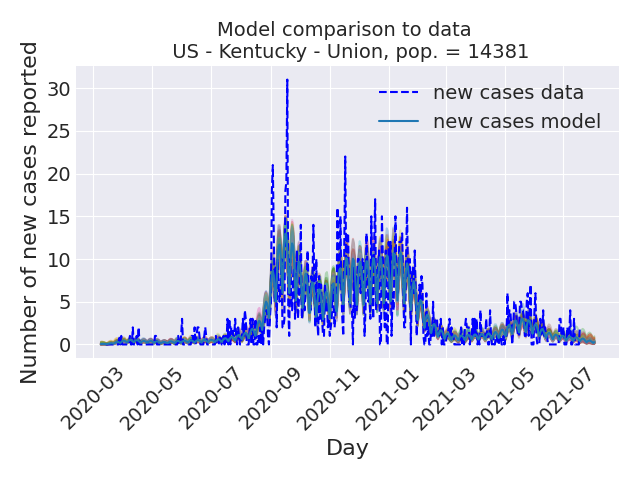 Model comparison to data
US - Kentucky - Union, pop. = 14381
Number of new cases reported
30
25
20
15
10
5
0
new cases data
new cases model
2020-03
2020-05
2020-07
2020-09
2020-11
2021-01
2021-03
2021-05
2021-07
Day